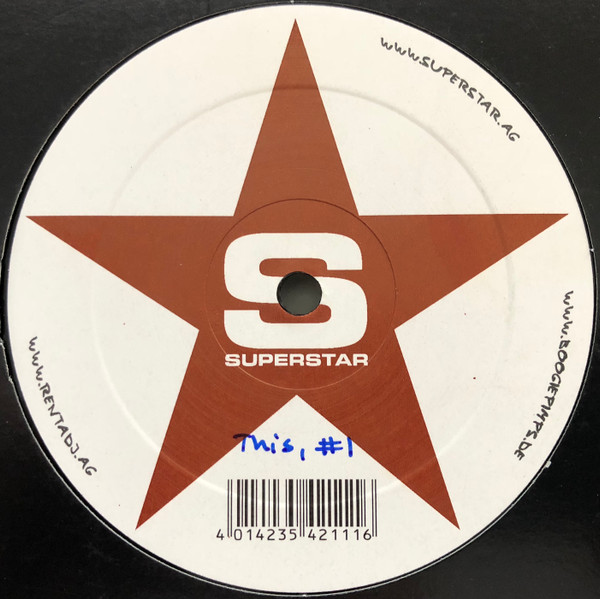 WWW.SUPERSTAR.AG
S
SUPERSTAR
WWW.BOOGIEPIMPS.DE
WWW.RENTADJ.AG
This, #1
4 014235 421116